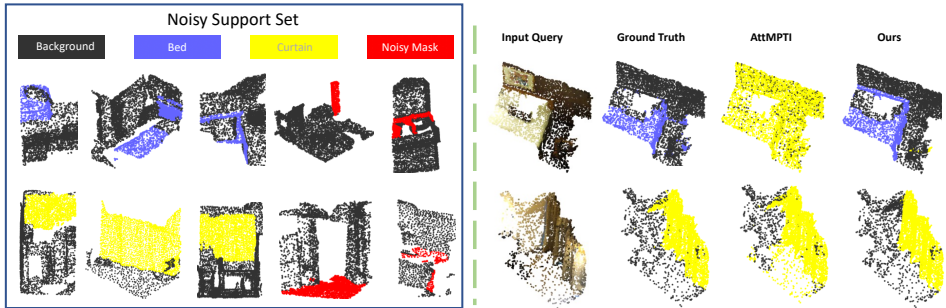 Noisy Support Set
Background
Bed
Curtain
Noisy Mask
Input Query
Ground Truth
AttMPTI
Ours